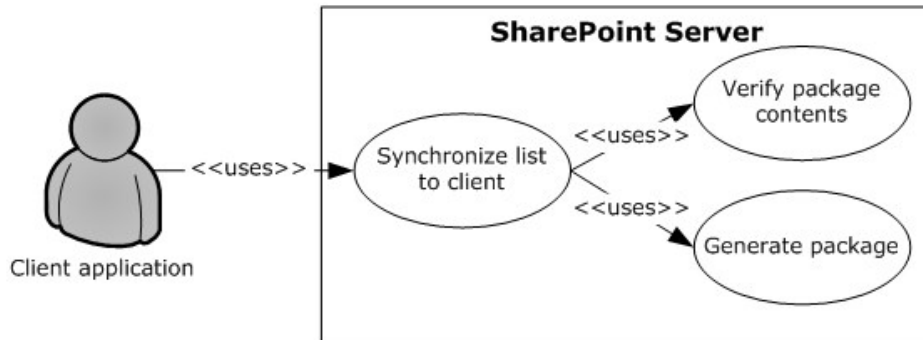 SharePoint Server
Verify package
contents
<<uses>>
<<uses>>
Synchronize list
to client
<<uses>>
Generate package
Client application